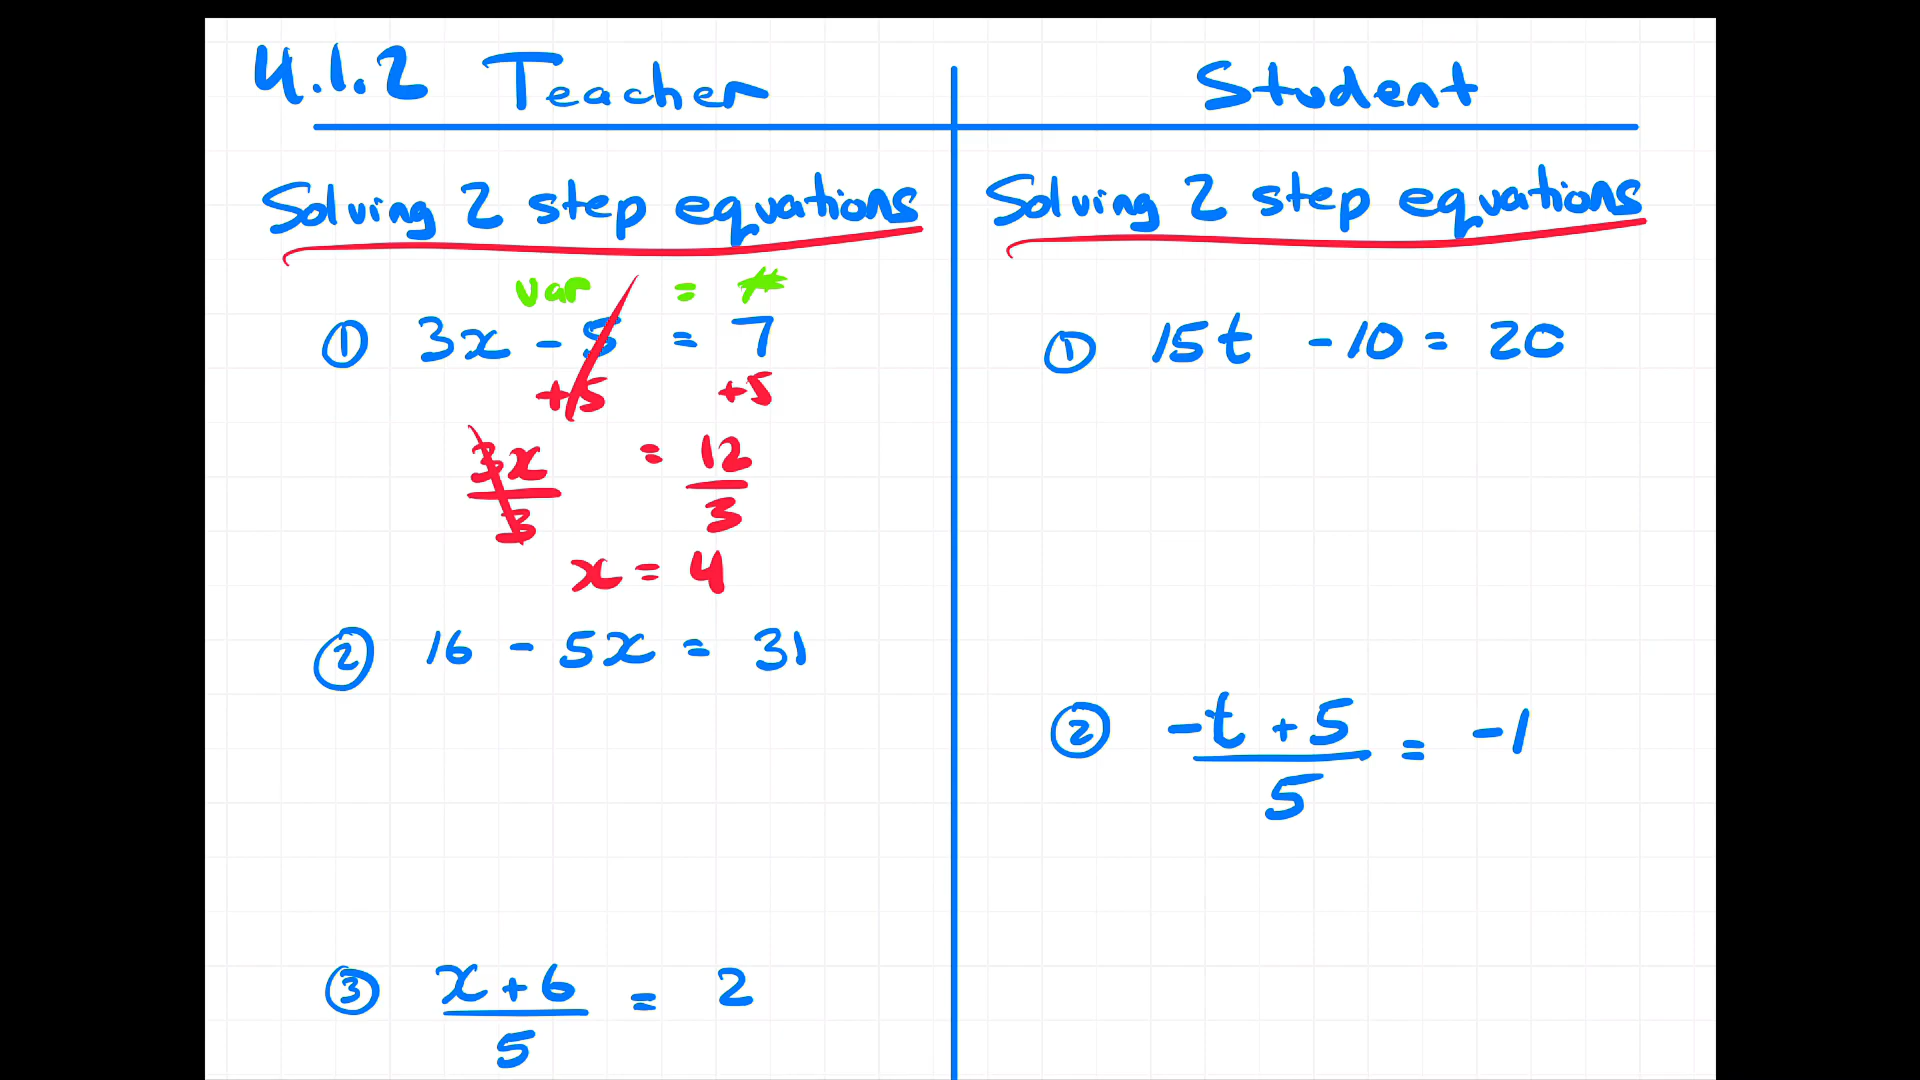 4.1.2 Teacher
Solving 2 step equations
var = #
① 3x - 5 = 7
+5 +5
3x = 12
3 3
x = 4
② 16 - 5x = 31
③ x + 6 = 2
5
Student
Solving 2 step equations
① 15t - 10 = 20
② -t + 5 = -1
5